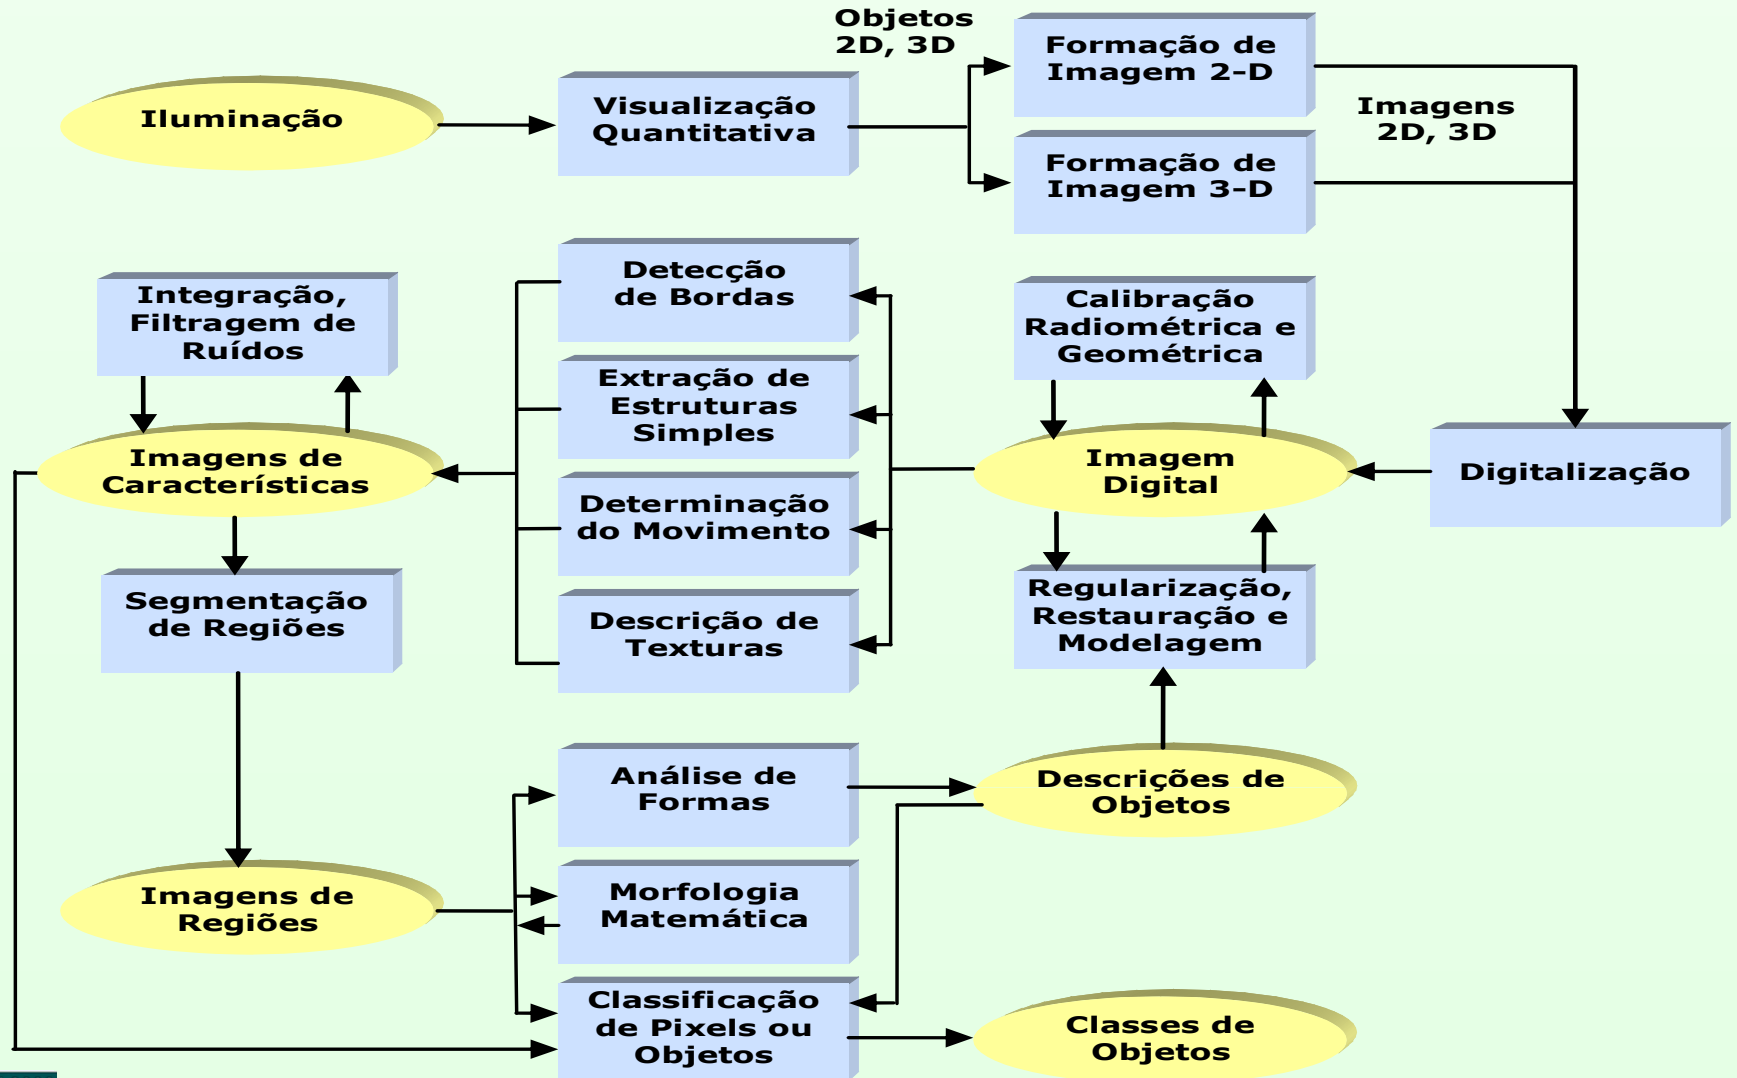 Objetos
2D, 3D
Formação de
Imagem 2-D
Iluminação
Visualização
Quantitativa
Imagens
2D, 3D
Formação de
Imagem 3-D
Detecção
de Bordas
Integração,
Filtragem de
Ruídos
Calibração
Radiométrica e
Geométrica
Extração de
Estruturas
Simples
Imagens de
Características
Imagem
Digital
Digitalização
Determinação
do Movimento
Segmentação
de Regiões
Descrição de
Texturas
Regularização,
Restauração e
Modelagem
Análise de
Formas
Descrições de
Objetos
Imagens de
Regiões
Morfologia
Matemática
Classificação
de Pixels ou
Objetos
Classes de
Objetos